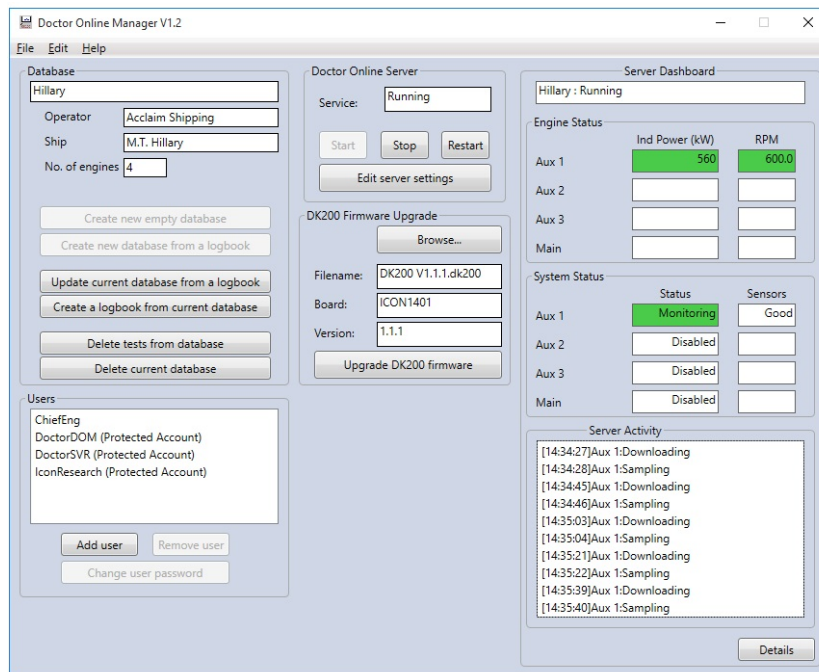 Doctor Online Manager V1.2
File Edit Help
Database
Hillary
Operator Acclaim Shipping
Ship M.T. Hillary
No. of engines 4
Create new empty database
Create new database from a logbook
Update current database from a logbook
Create a logbook from current database
Delete tests from database
Delete current database
Users
ChiefEng
DoctorDOM (Protected Account)
DoctorSVR (Protected Account)
IconResearch (Protected Account)
Add user Remove user
Change user password
Doctor Online Server
Service: Running
Start Stop Restart
Edit server settings
DK200 Firmware Upgrade
Browse...
Filename: DK200 V1.1.1.dk200
Board: ICON1401
Version: 1.1.1
Upgrade DK200 firmware
Server Dashboard
Hillary : Running
Engine Status
Ind Power (kW) RPM
Aux 1 560 600.0
Aux 2
Aux 3
Main
System Status
Status Sensors
Aux 1 Monitoring Good
Aux 2 Disabled
Aux 3 Disabled
Main Disabled
Server Activity
[14:34:27]Aux 1:Downloading
[14:34:28]Aux 1:Sampling
[14:34:45]Aux 1:Downloading
[14:34:46]Aux 1:Sampling
[14:35:03]Aux 1:Downloading
[14:35:04]Aux 1:Sampling
[14:35:21]Aux 1:Downloading
[14:35:22]Aux 1:Sampling
[14:35:39]Aux 1:Downloading
[14:35:40]Aux 1:Sampling
Details